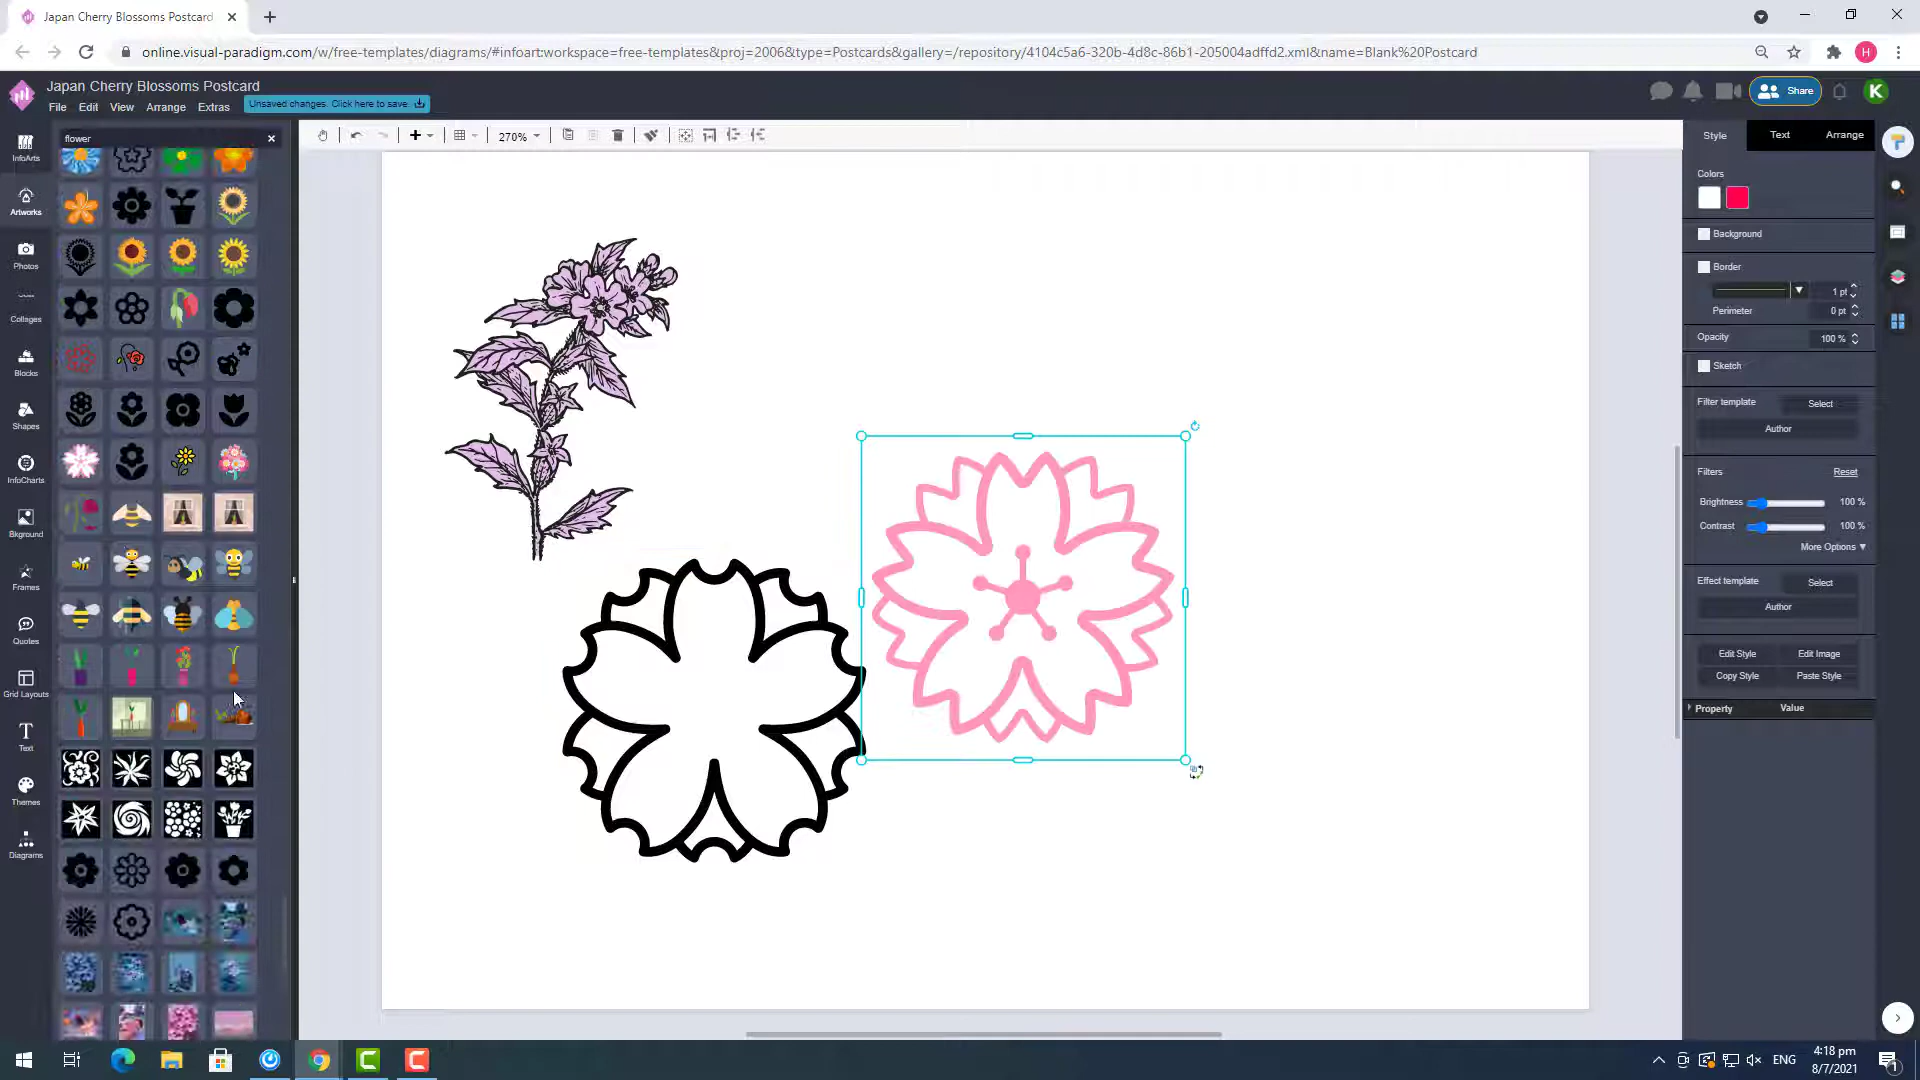 Japan Cherry Blossoms Postcard
online.visual-paradigm.com/w/free-templates/diagrams/#infoart:workspace=free-templates&proj=2006&type=Postcards&gallery=/repository/4104c5a6-320b-4d8c-86b1-205004adffd2.xml&name=Blank%20Postcard
H
Japan Cherry Blossoms Postcard
File Edit View Arrange Extras
Unsaved changes. Click here to save.
Share
K
InfoArts
Artworks
Photos
Collages
Blocks
Shapes
InfoCharts
Bkground
Frames
Quotes
Grid Layouts
Text
Themes
Diagrams
flower
270%
Style Text Arrange
Colors
Background
Border
1 pt
Perimeter 0 pt
Opacity 100 %
Sketch
Filter template Select
Author
Filters Reset
Brightness 100 %
Contrast 100 %
More Options
Effect template Select
Author
Edit Style Edit Image
Copy Style Paste Style
Property Value
ENG
4:18 pm
8/7/2021
1